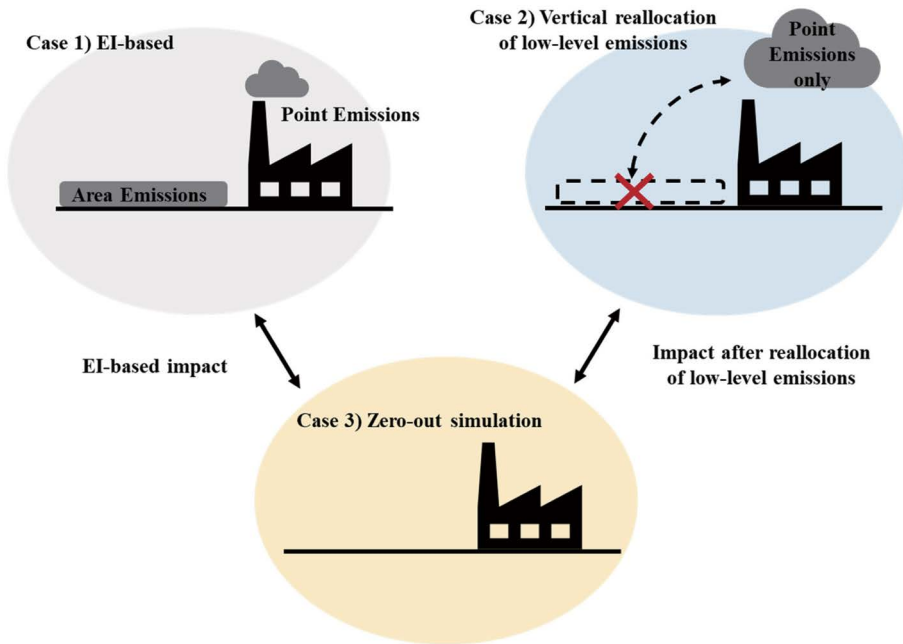 Case 1) EI-based
Point Emissions
Area Emissions
Case 2) Vertical reallocation
of low-level emissions
Point
Emissions
only
EI-based impact
Impact after reallocation
of low-level emissions
Case 3) Zero-out simulation